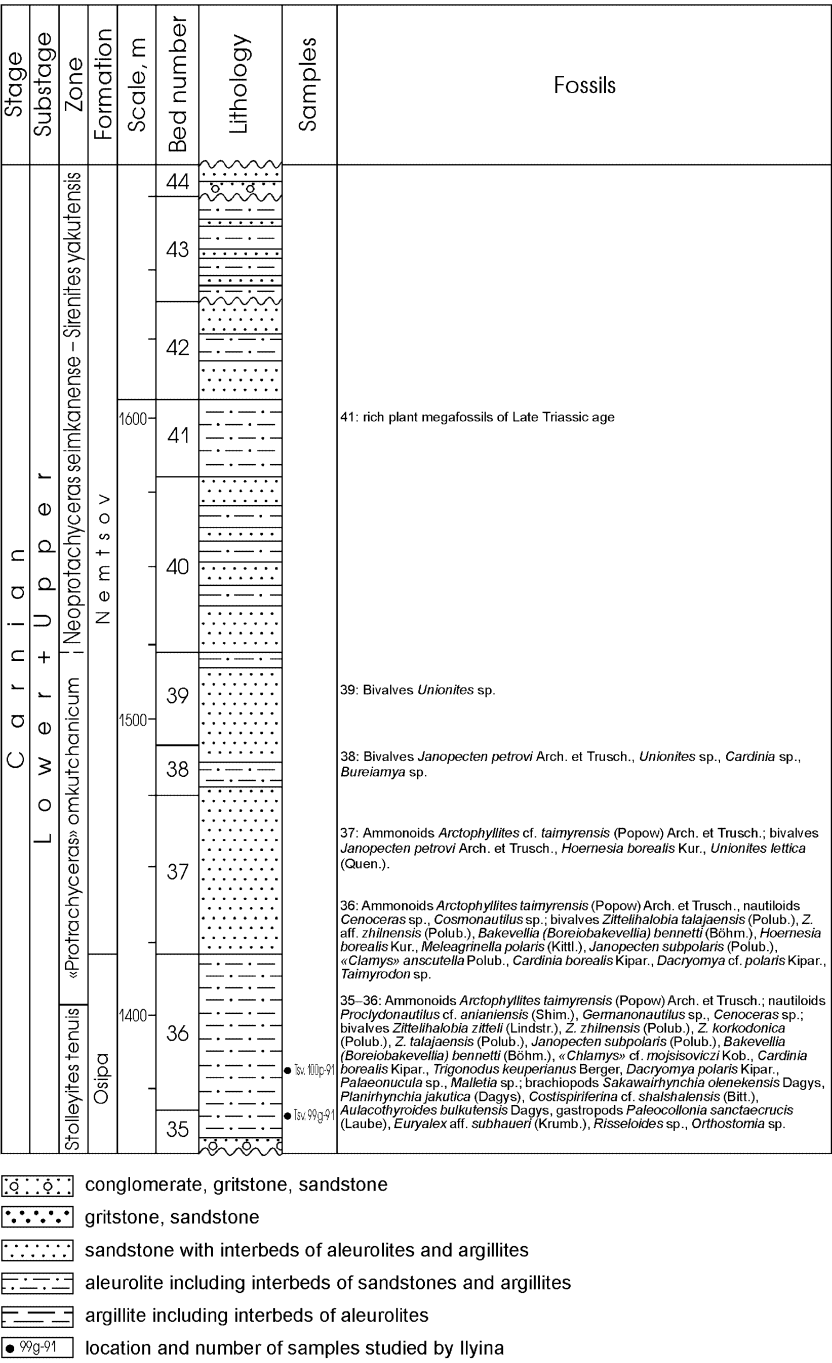 Stage
Substage
Zone
Formation
Scale, m
Bed number
Lithology
Samples
Fossils
Carnian
Lower + Upper
Neoprotachyceras seimkanense – Sirenites yakutensis
«Protrachyceras» omkutchanicum
Stolleyites tenuis
Nemtsov
Osipa
1600
1500
1400
44
43
42
41
40
39
38
37
36
35
Tsv. 100p-91
Tsv. 99g-91
41: rich plant megafossils of Late Triassic age
39: Bivalves Unionites sp.
38: Bivalves Janopecten petrovi Arch. et Trusch., Unionites sp., Cardinia sp.,
Bureiamya sp.
37: Ammonoids Arctophyllites cf. taimyrensis (Popow) Arch. et Trusch.; bivalves
Janopecten petrovi Arch. et Trusch., Hoernesia borealis Kur., Unionites lettica
(Quen.).
36: Ammonoids Arctophyllites taimyrensis (Popow) Arch. et Trusch., nautiloids
Cenoceras sp., Cosmonautilus sp.; bivalves Zittelihalobia talajaensis (Polub.), Z.
aff. zhilnensis (Polub.), Bakevellia (Boreiobakevellia) bennetti (Böhm.), Hoernesia
borealis Kur., Meleagrinella polaris (Kittl.), Janopecten subpolaris (Polub.),
«Clamys» anscutella Polub., Cardinia borealis Kipar., Dacryomya cf. polaris Kipar.,
Taimyrodon sp.
35–36: Ammonoids Arctophyllites taimyrensis (Popow) Arch. et Trusch.; nautiloids
Proclydonautilus cf. anianiensis (Shim.), Germanonautilus sp., Cenoceras sp.;
bivalves Zittelihalobia zitteli (Lindstr.), Z. zhilnensis (Polub.), Z. korkodonica
(Polub.), Z. talajaensis (Polub.), Janopecten subpolaris (Polub.), Bakevellia
(Boreiobakevellia) bennetti (Böhm.), «Chlamys» cf. mojsisoviczi Kob., Cardinia
borealis Kipar., Trigonodus keuperianus Berger, Dacryomya polaris Kipar.,
Palaeonucula sp., Malletia sp.; brachiopods Sakawairhynchia olenekensis Dagys,
Planirhynchia jakutica (Dagys), Costispiriferina cf. shalshalensis (Bitt.),
Aulacothyroides bulkutensis Dagys, gastropods Paleocollonia sanctaecrucis
(Laube), Euryalex aff. subhaueri (Krumb.), Risseloides sp., Orthostomia sp.
conglomerate, gritstone, sandstone
gritstone, sandstone
sandstone with interbeds of aleurolites and argillites
aleurolite including interbeds of sandstones and argillites
argillite including interbeds of aleurolites
99g-91 location and number of samples studied by Ilyina